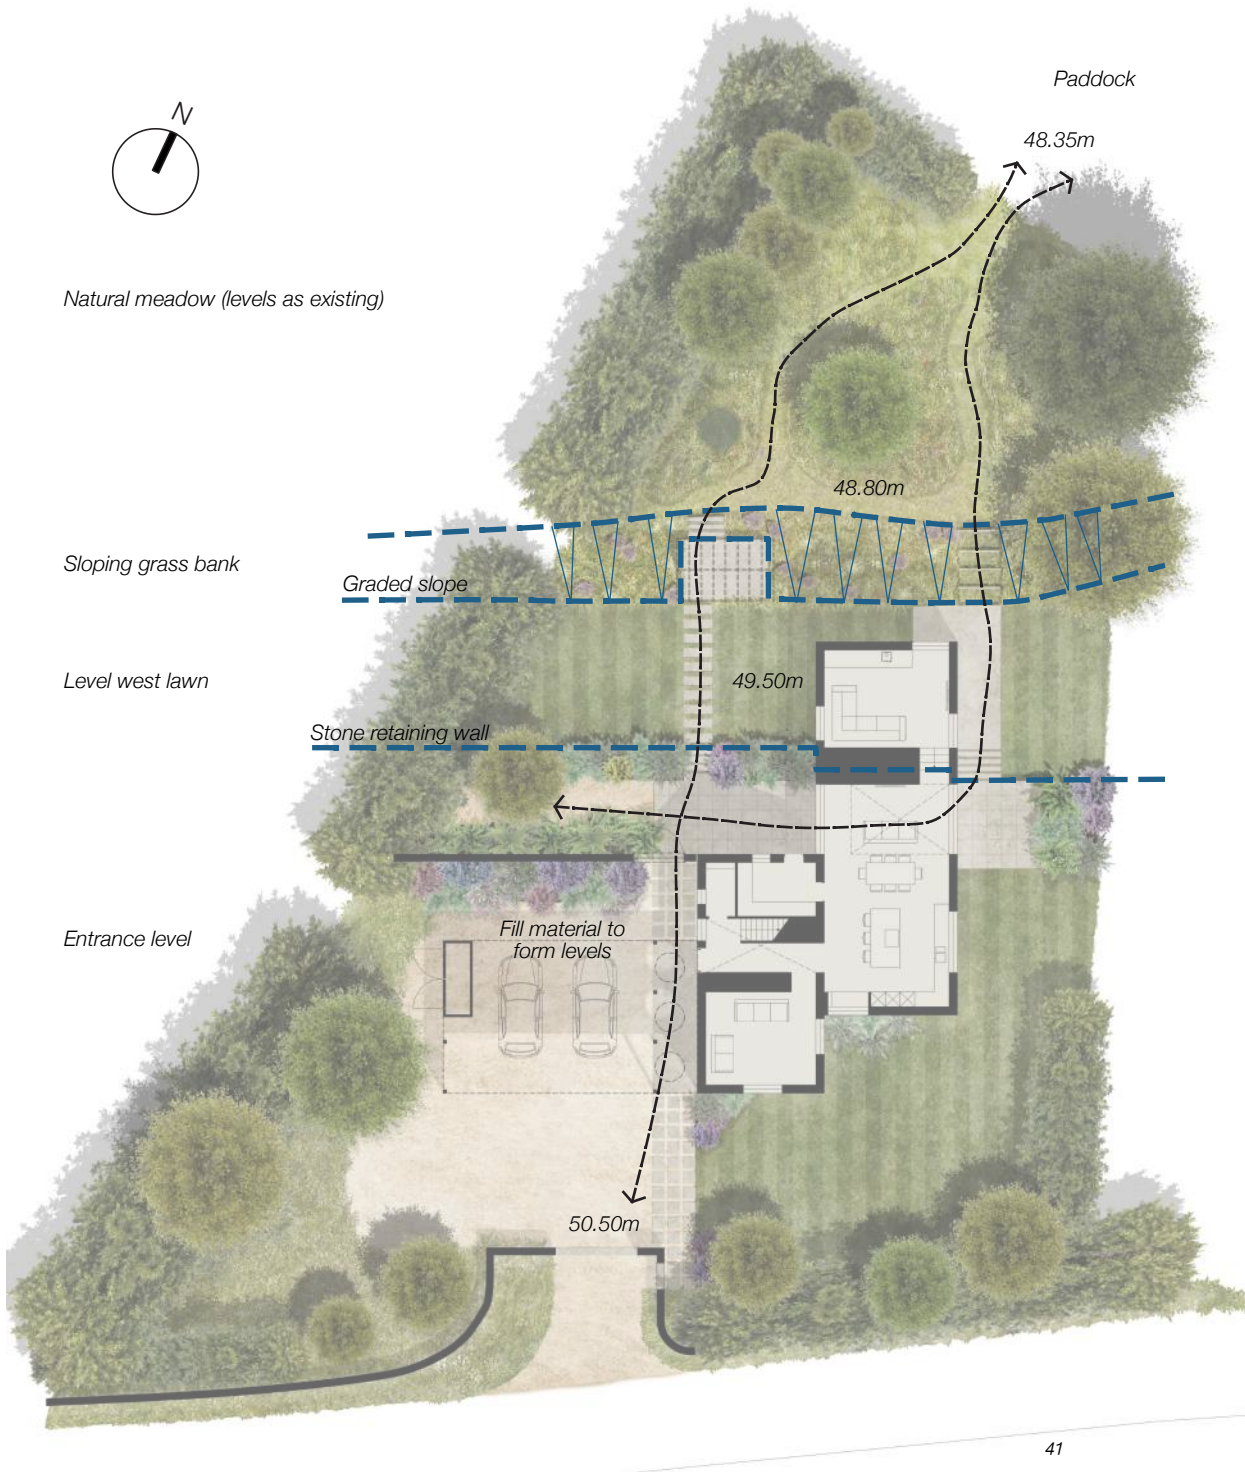 Paddock
N
48.35m
Natural meadow (levels as existing)
48.80m
Sloping grass bank
Graded slope
Level west lawn
49.50m
Stone retaining wall
Fill material to
form levels
Entrance level
50.50m
41